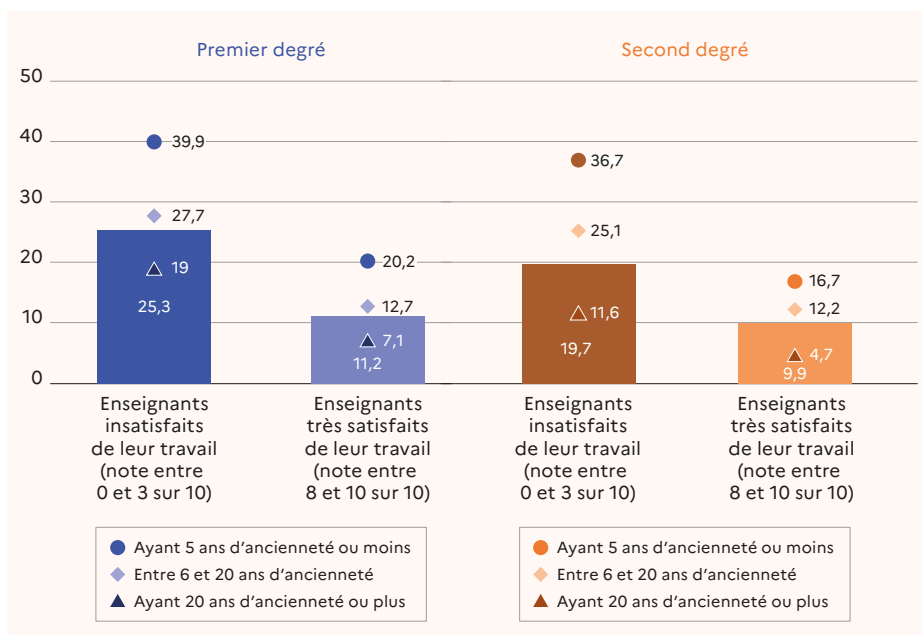 Premier degré
Second degré
50
40
30
20
10
0
39,9
27,7
19
25,3
20,2
12,7
7,1
11,2
36,7
25,1
11,6
19,7
16,7
12,2
4,7
9,9
Enseignants
insatisfaits
de leur travail
(note entre
0 et 3 sur 10)
Enseignants
très satisfaits
de leur travail
(note entre
8 et 10 sur 10)
Enseignants
insatisfaits
de leur travail
(note entre
0 et 3 sur 10)
Enseignants
très satisfaits
de leur travail
(note entre
8 et 10 sur 10)
Ayant 5 ans d’ancienneté ou moins
Entre 6 et 20 ans d’ancienneté
Ayant 20 ans d’ancienneté ou plus
Ayant 5 ans d’ancienneté ou moins
Entre 6 et 20 ans d’ancienneté
Ayant 20 ans d’ancienneté ou plus